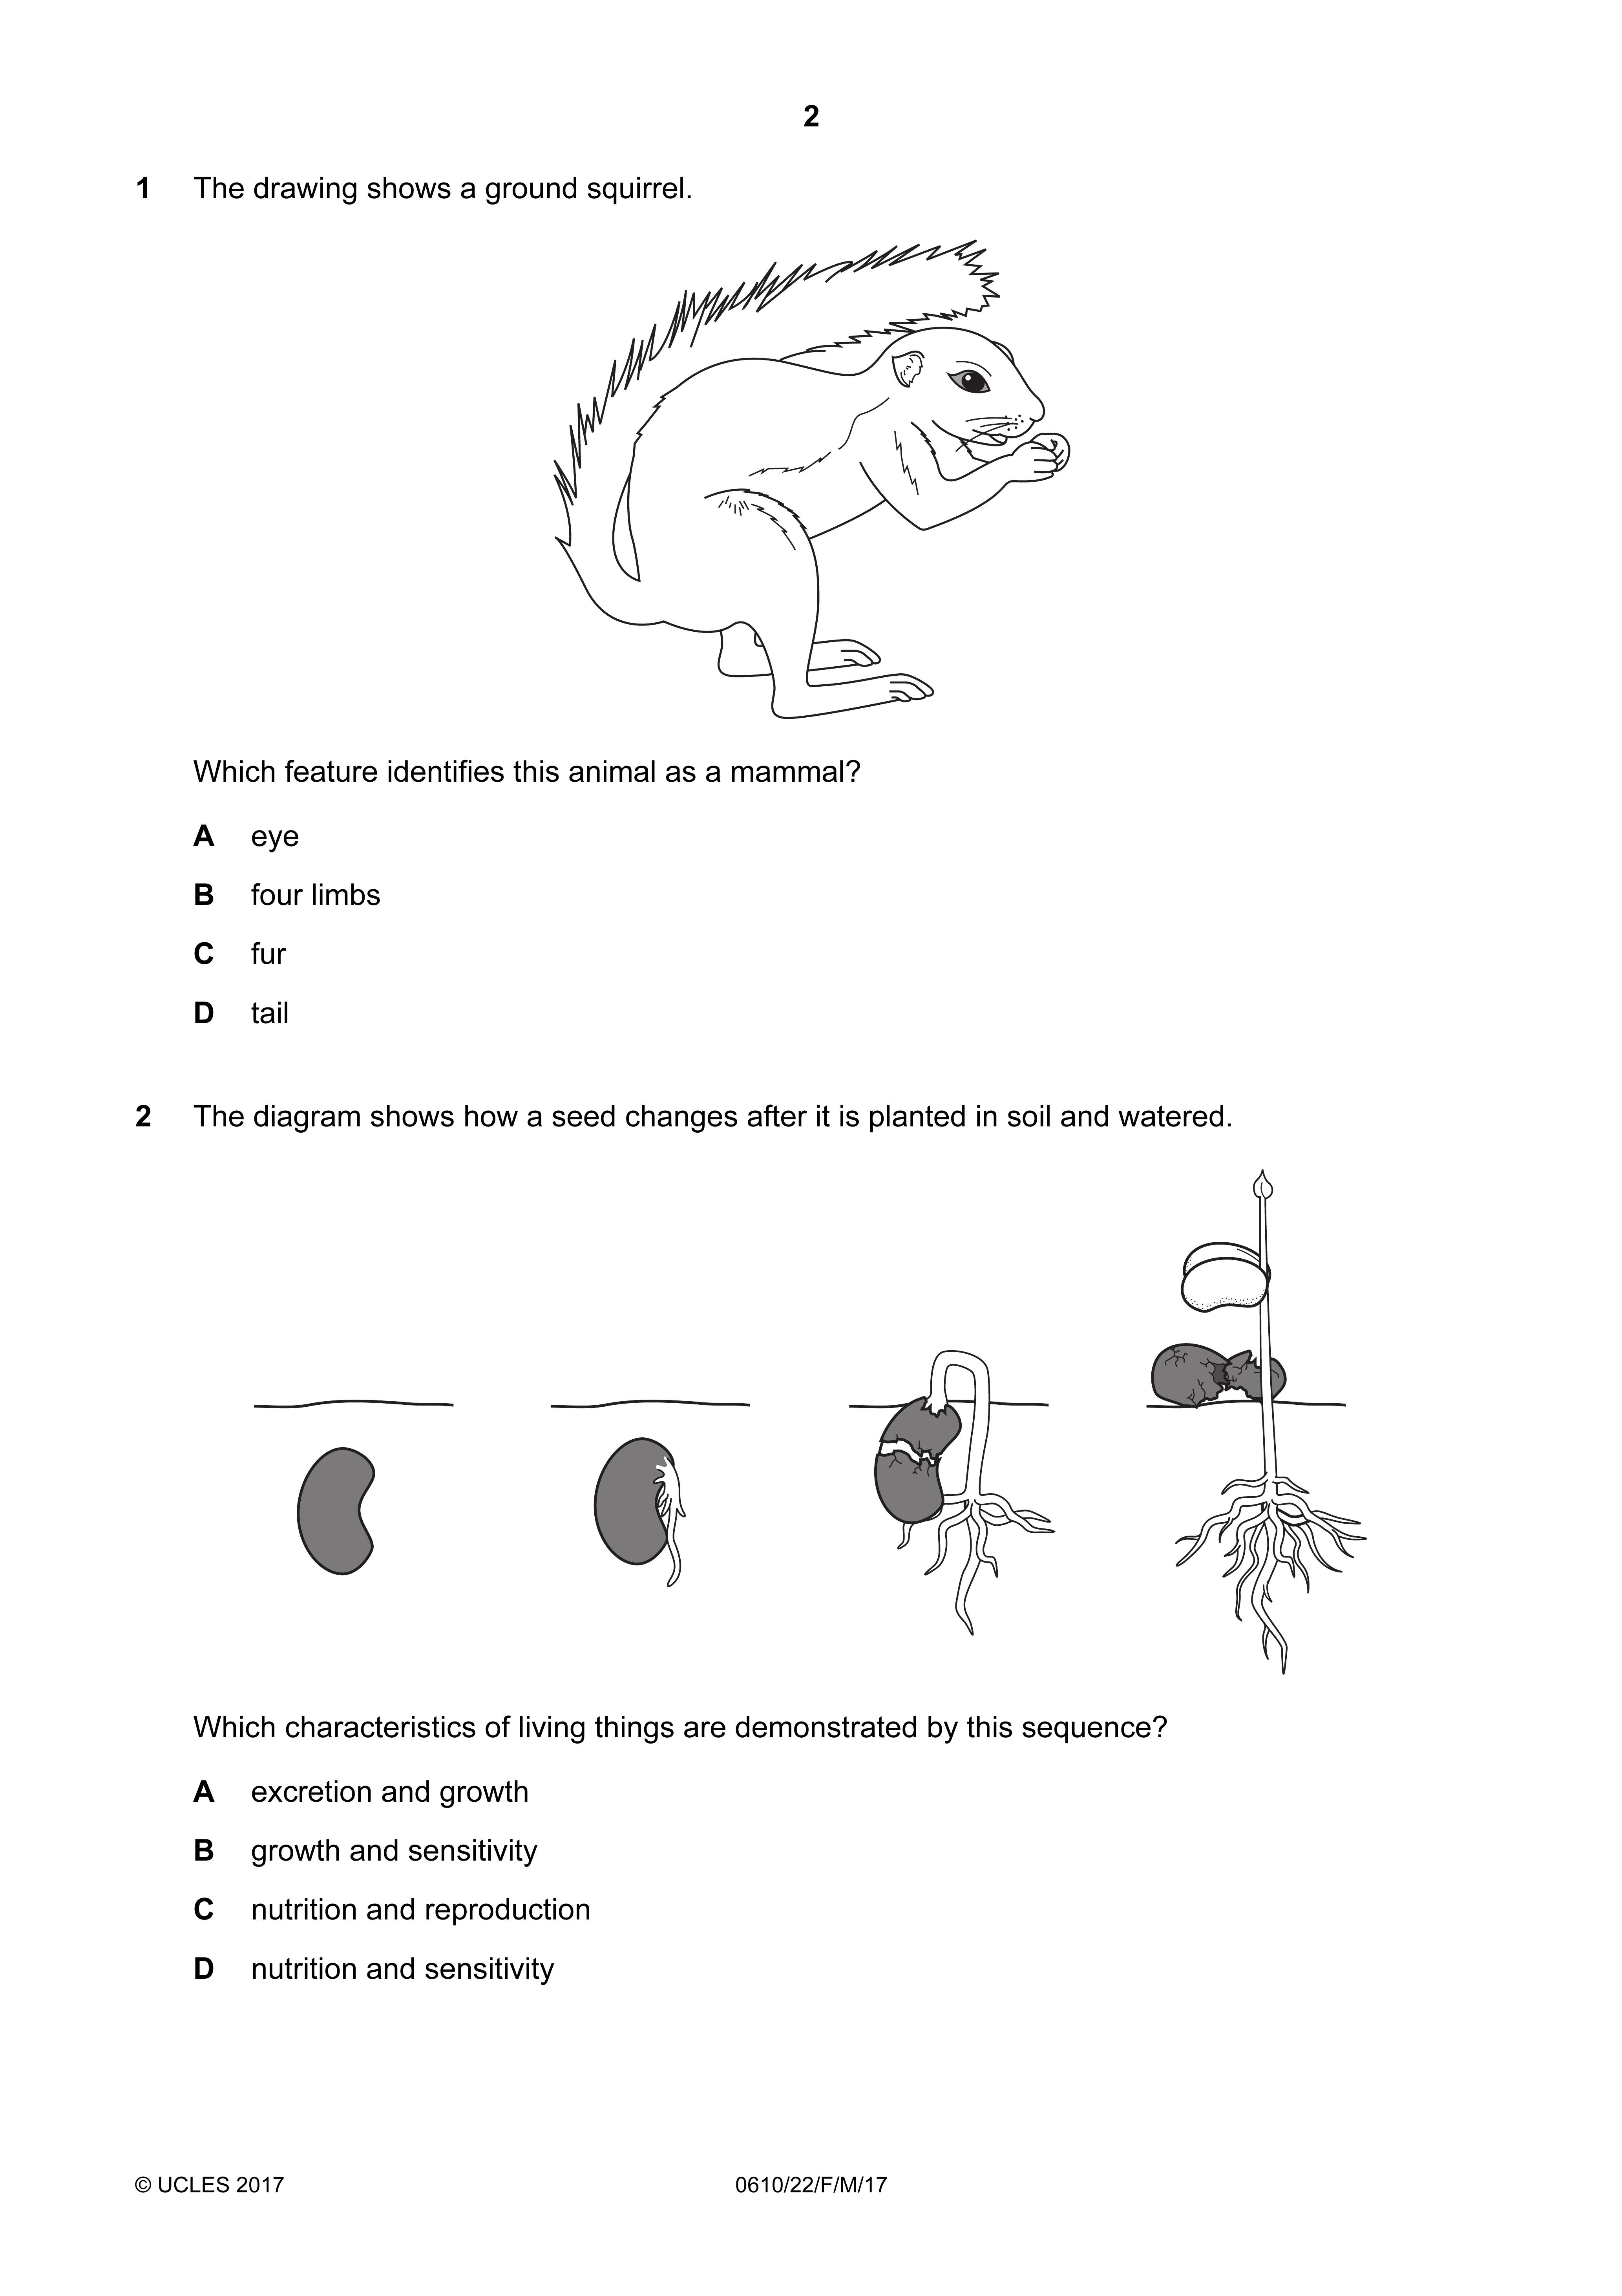 2
1 The drawing shows a ground squirrel.
Which feature identifies this animal as a mammal?
A eye
B four limbs
C fur
D tail
2 The diagram shows how a seed changes after it is planted in soil and watered.
Which characteristics of living things are demonstrated by this sequence?
A excretion and growth
B growth and sensitivity
C nutrition and reproduction
D nutrition and sensitivity
© UCLES 2017 0610/22/F/M/17